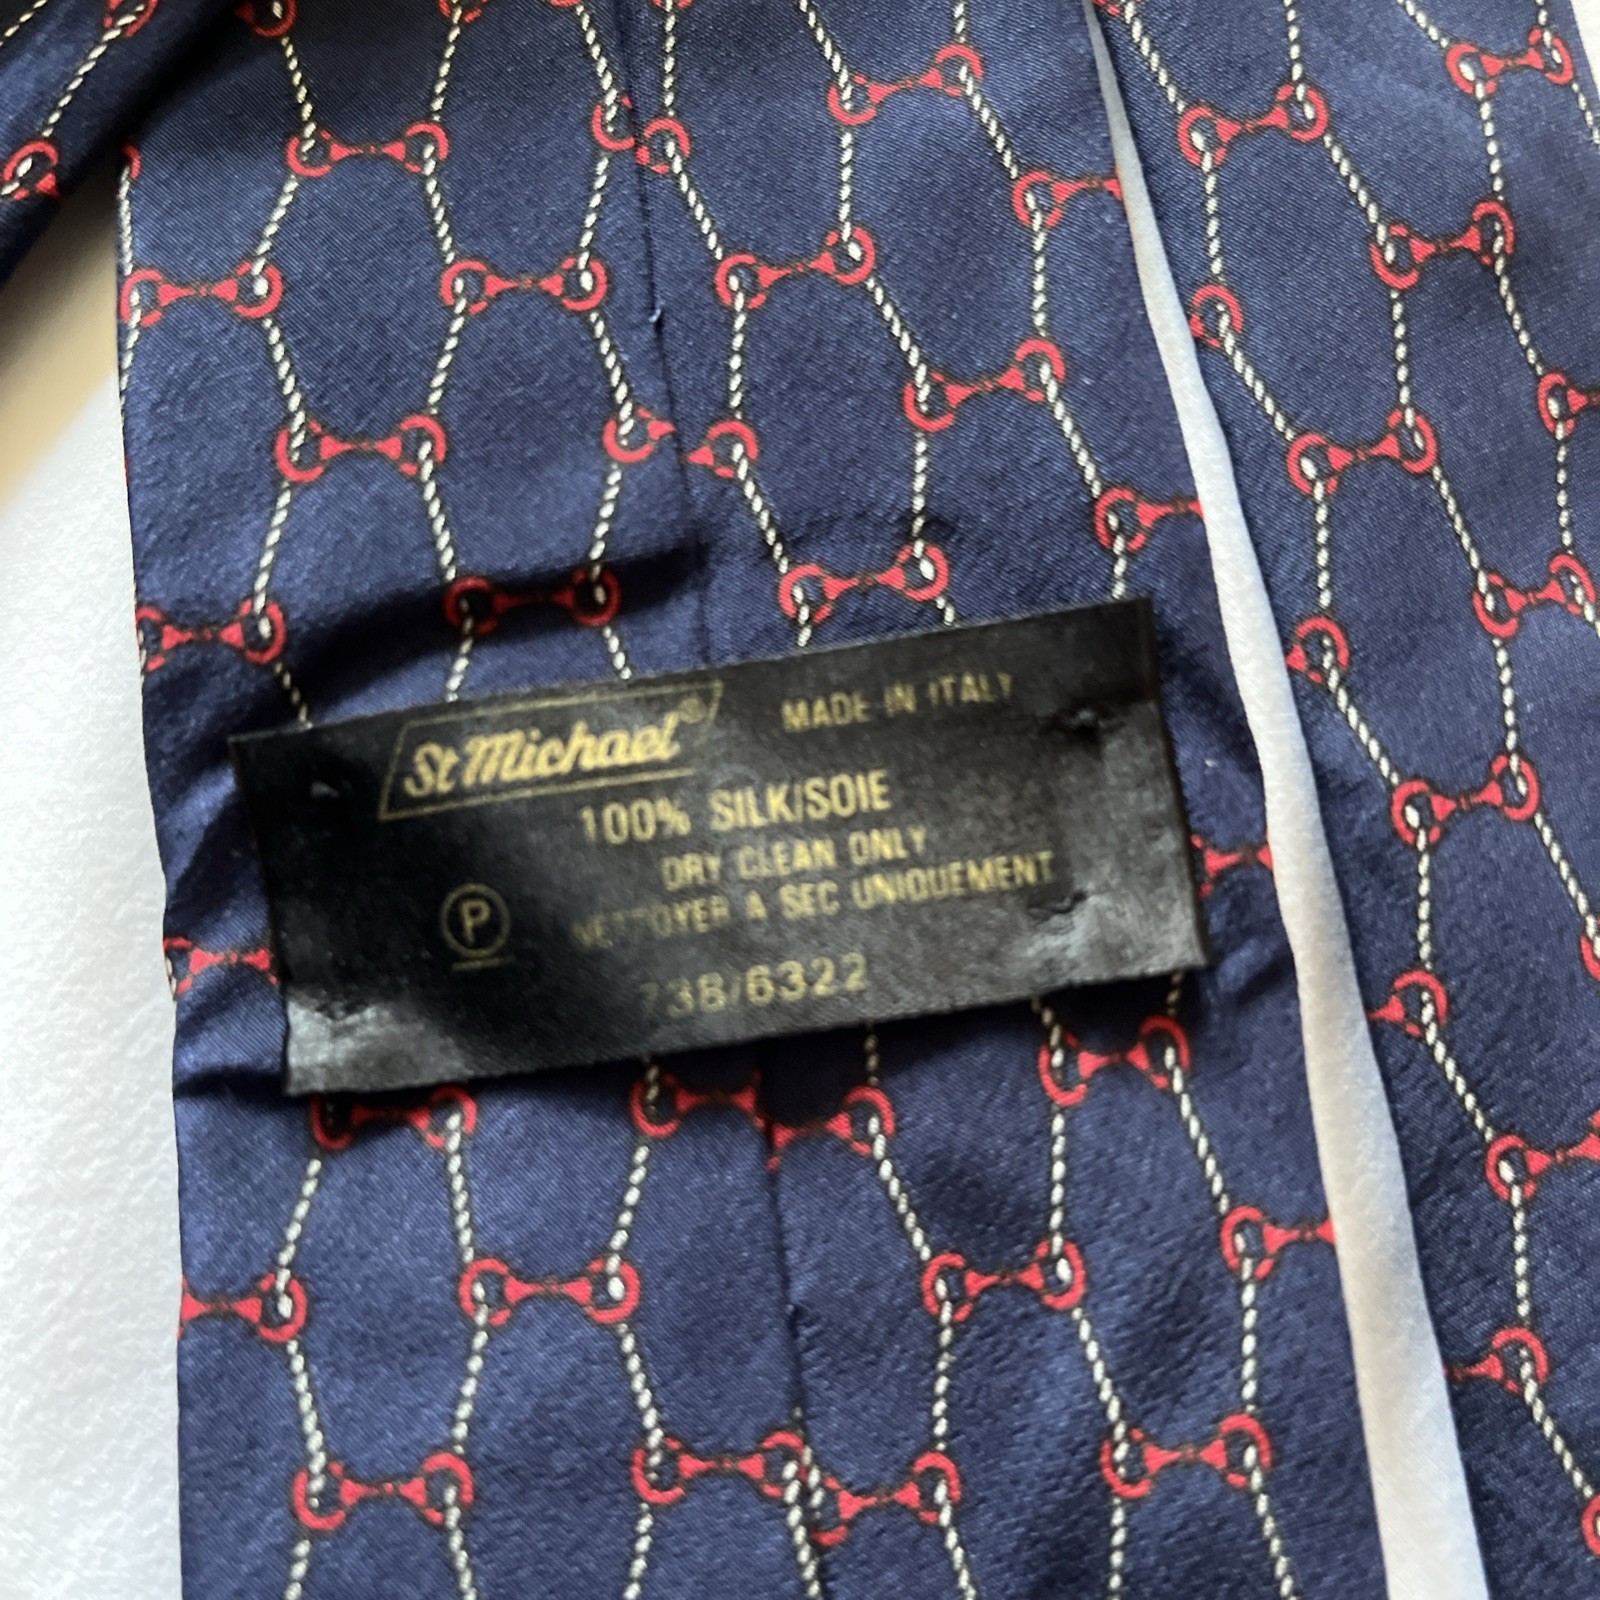 St Michael®
MADE IN ITALY
100% SILK/SOIE
DRY CLEAN ONLY
NETTOYER A SEC UNIQUEMENT
P
738/6322